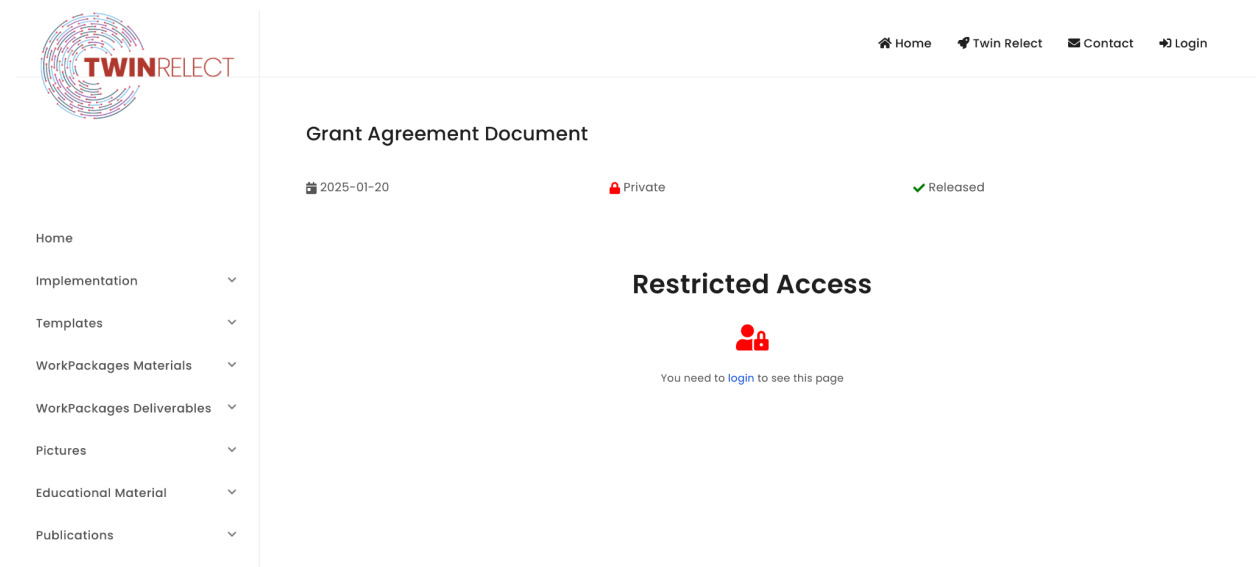 TWINRELECT
Home
Twin Relect
Contact
Login
Grant Agreement Document
2025-01-20
Private
Released
Home
Implementation
Templates
WorkPackages Materials
WorkPackages Deliverables
Pictures
Educational Material
Publications
Restricted Access
You need to login to see this page